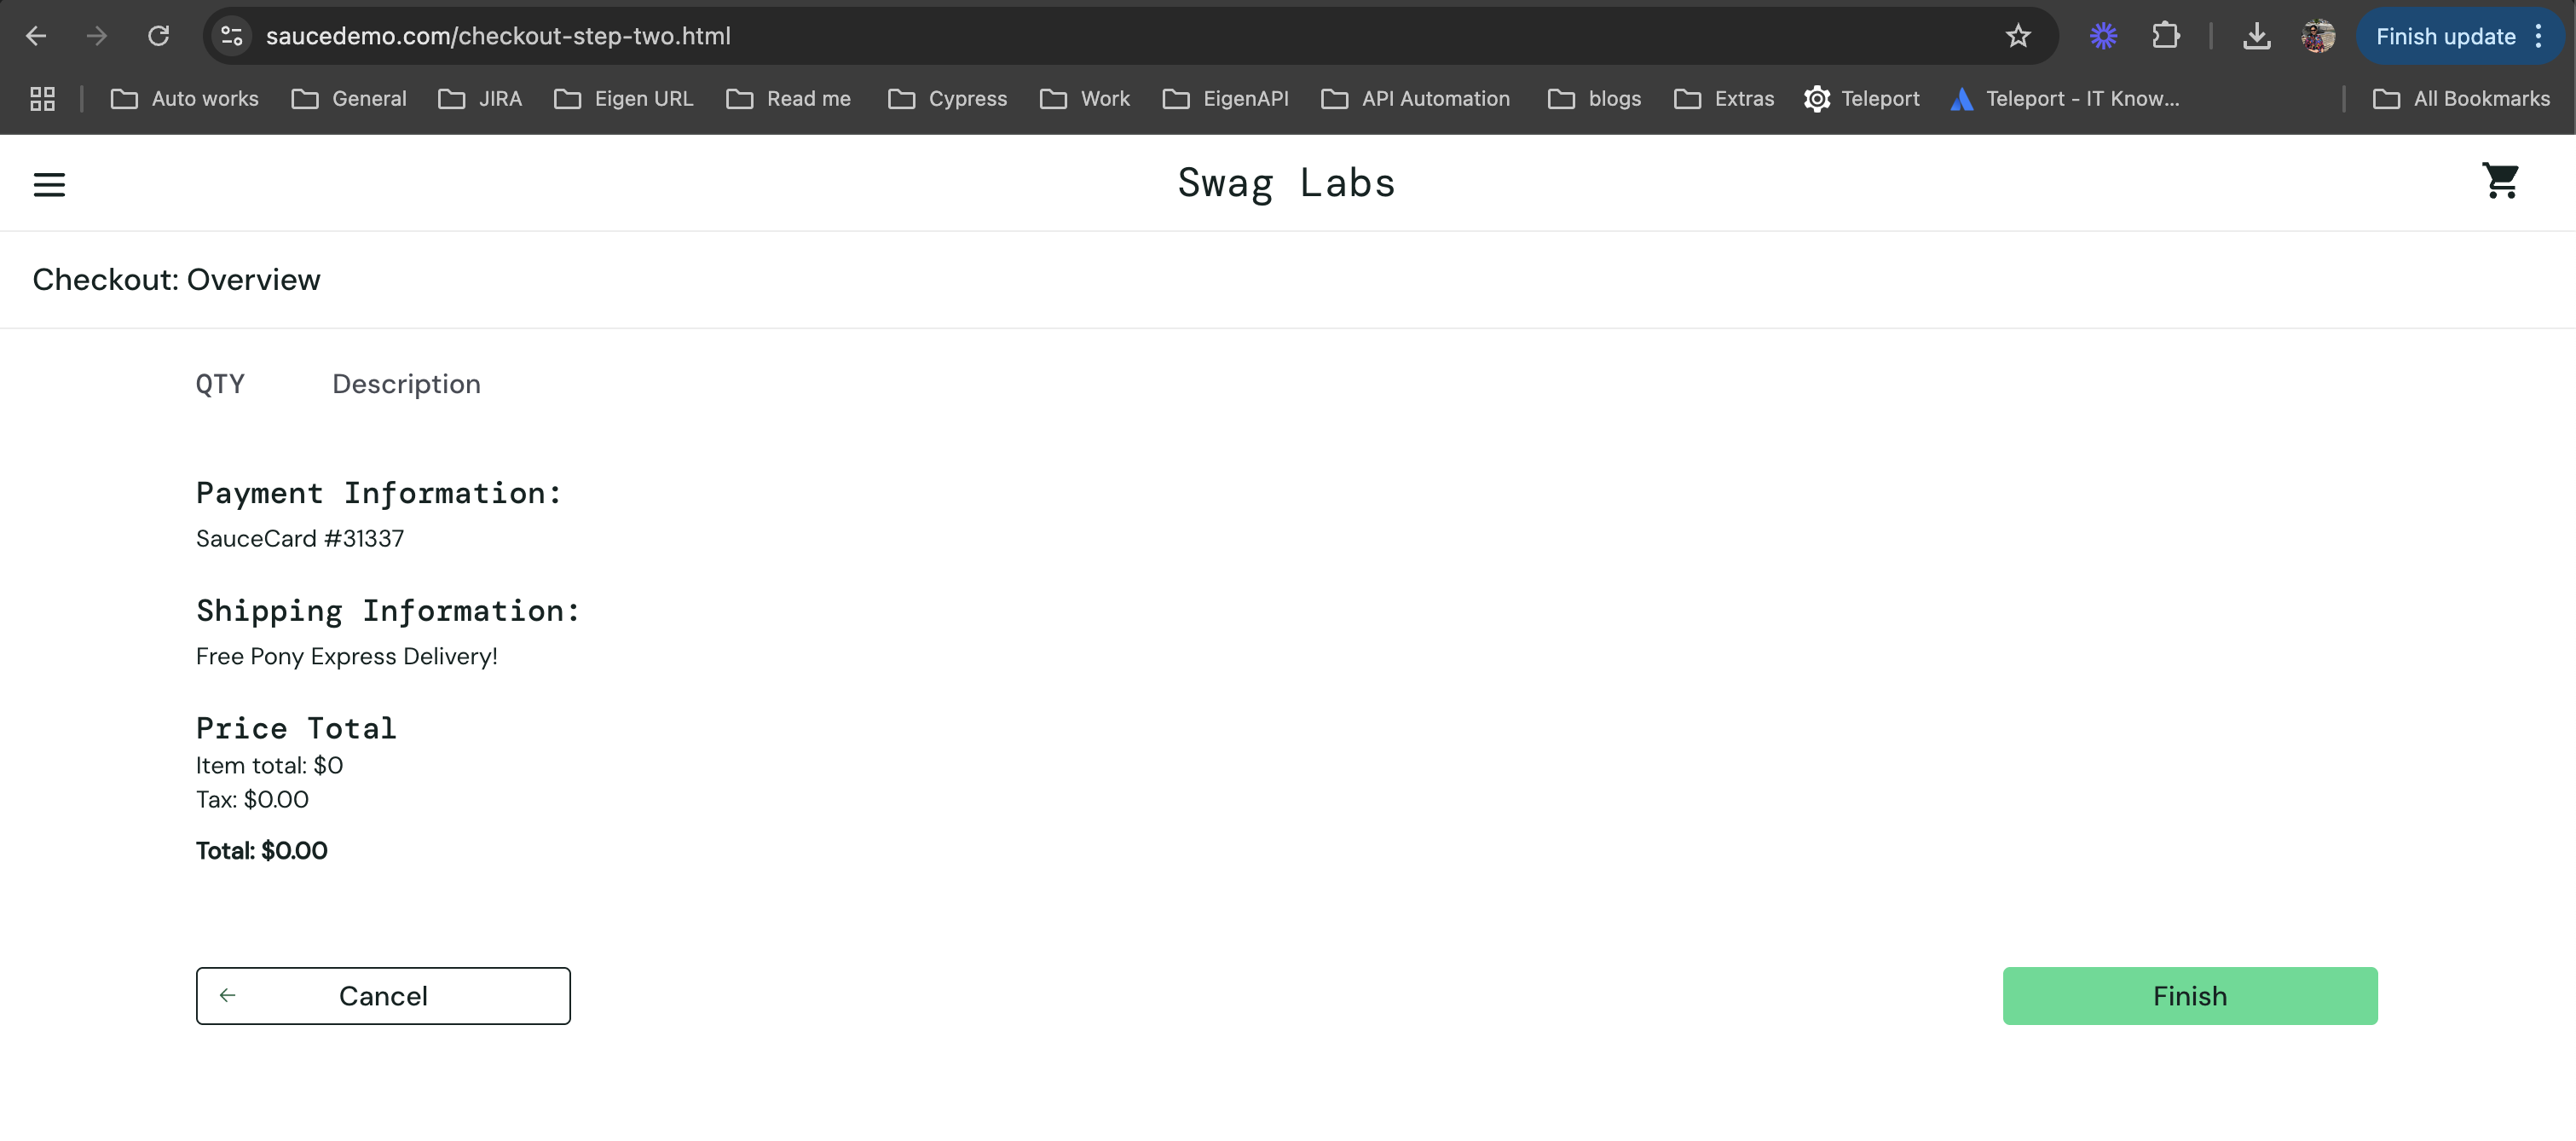 saucedemo.com/checkout-step-two.html
Finish update
Auto works
General
JIRA
Eigen URL
Read me
Cypress
Work
EigenAPI
API Automation
blogs
Extras
Teleport
Teleport - IT Know...
All Bookmarks
Swag Labs
Checkout: Overview
QTY Description
Payment Information:
SauceCard #31337
Shipping Information:
Free Pony Express Delivery!
Price Total
Item total: $0
Tax: $0.00
Total: $0.00
Cancel
Finish